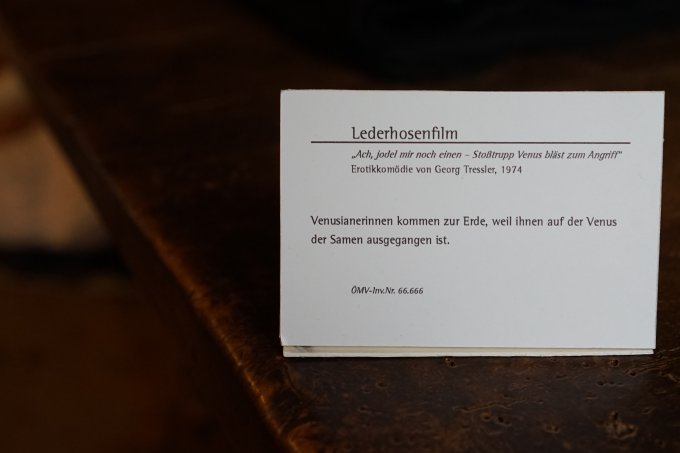 Lederhosenfilm
„Ach, jodel mir noch einen – Stoßtrupp Venus bläst zum Angriff“
Erotikkomödie von Georg Tressler, 1974
Venusianerinnen kommen zur Erde, weil ihnen auf der Venus
der Samen ausgegangen ist.
ÖMV-Inv.Nr. 66.666